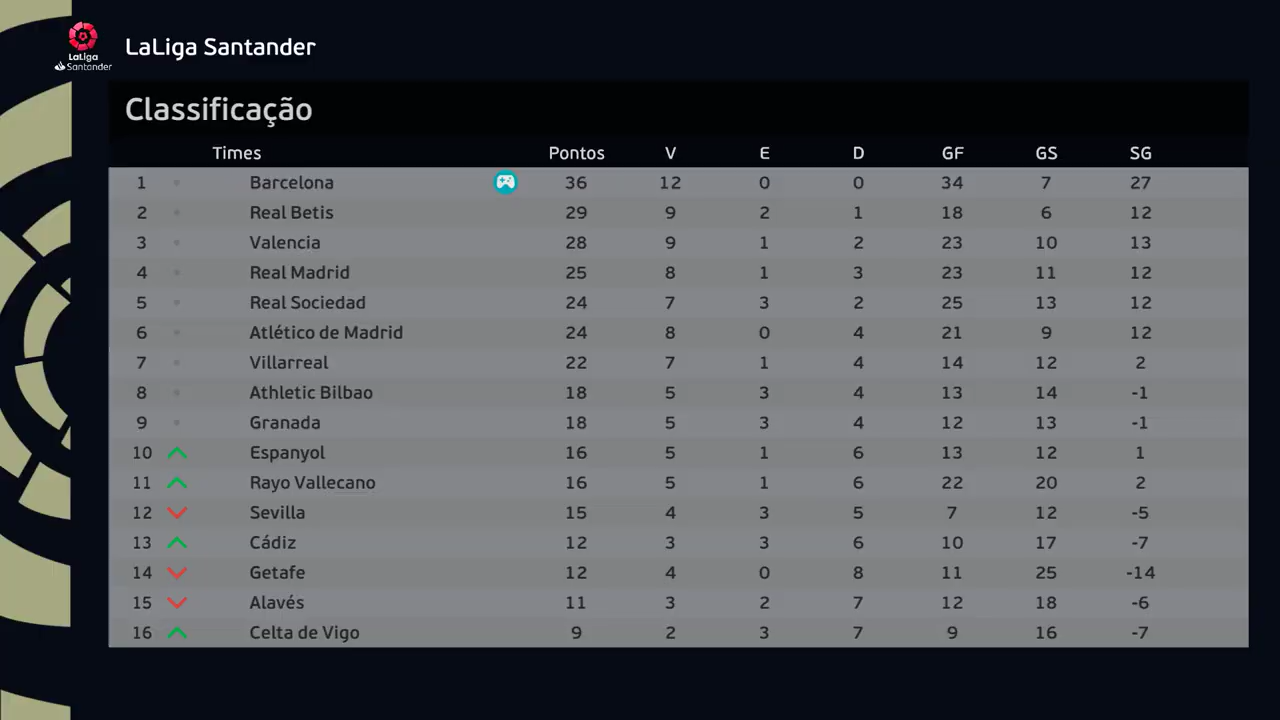 LaLiga
Santander
LaLiga Santander
Classificação
Times Pontos V E D GF GS SG
1 Barcelona 36 12 0 0 34 7 27
2 Real Betis 29 9 2 1 18 6 12
3 Valencia 28 9 1 2 23 10 13
4 Real Madrid 25 8 1 3 23 11 12
5 Real Sociedad 24 7 3 2 25 13 12
6 Atlético de Madrid 24 8 0 4 21 9 12
7 Villarreal 22 7 1 4 14 12 2
8 Athletic Bilbao 18 5 3 4 13 14 -1
9 Granada 18 5 3 4 12 13 -1
10 Espanyol 16 5 1 6 13 12 1
11 Rayo Vallecano 16 5 1 6 22 20 2
12 Sevilla 15 4 3 5 7 12 -5
13 Cádiz 12 3 3 6 10 17 -7
14 Getafe 12 4 0 8 11 25 -14
15 Alavés 11 3 2 7 12 18 -6
16 Celta de Vigo 9 2 3 7 9 16 -7